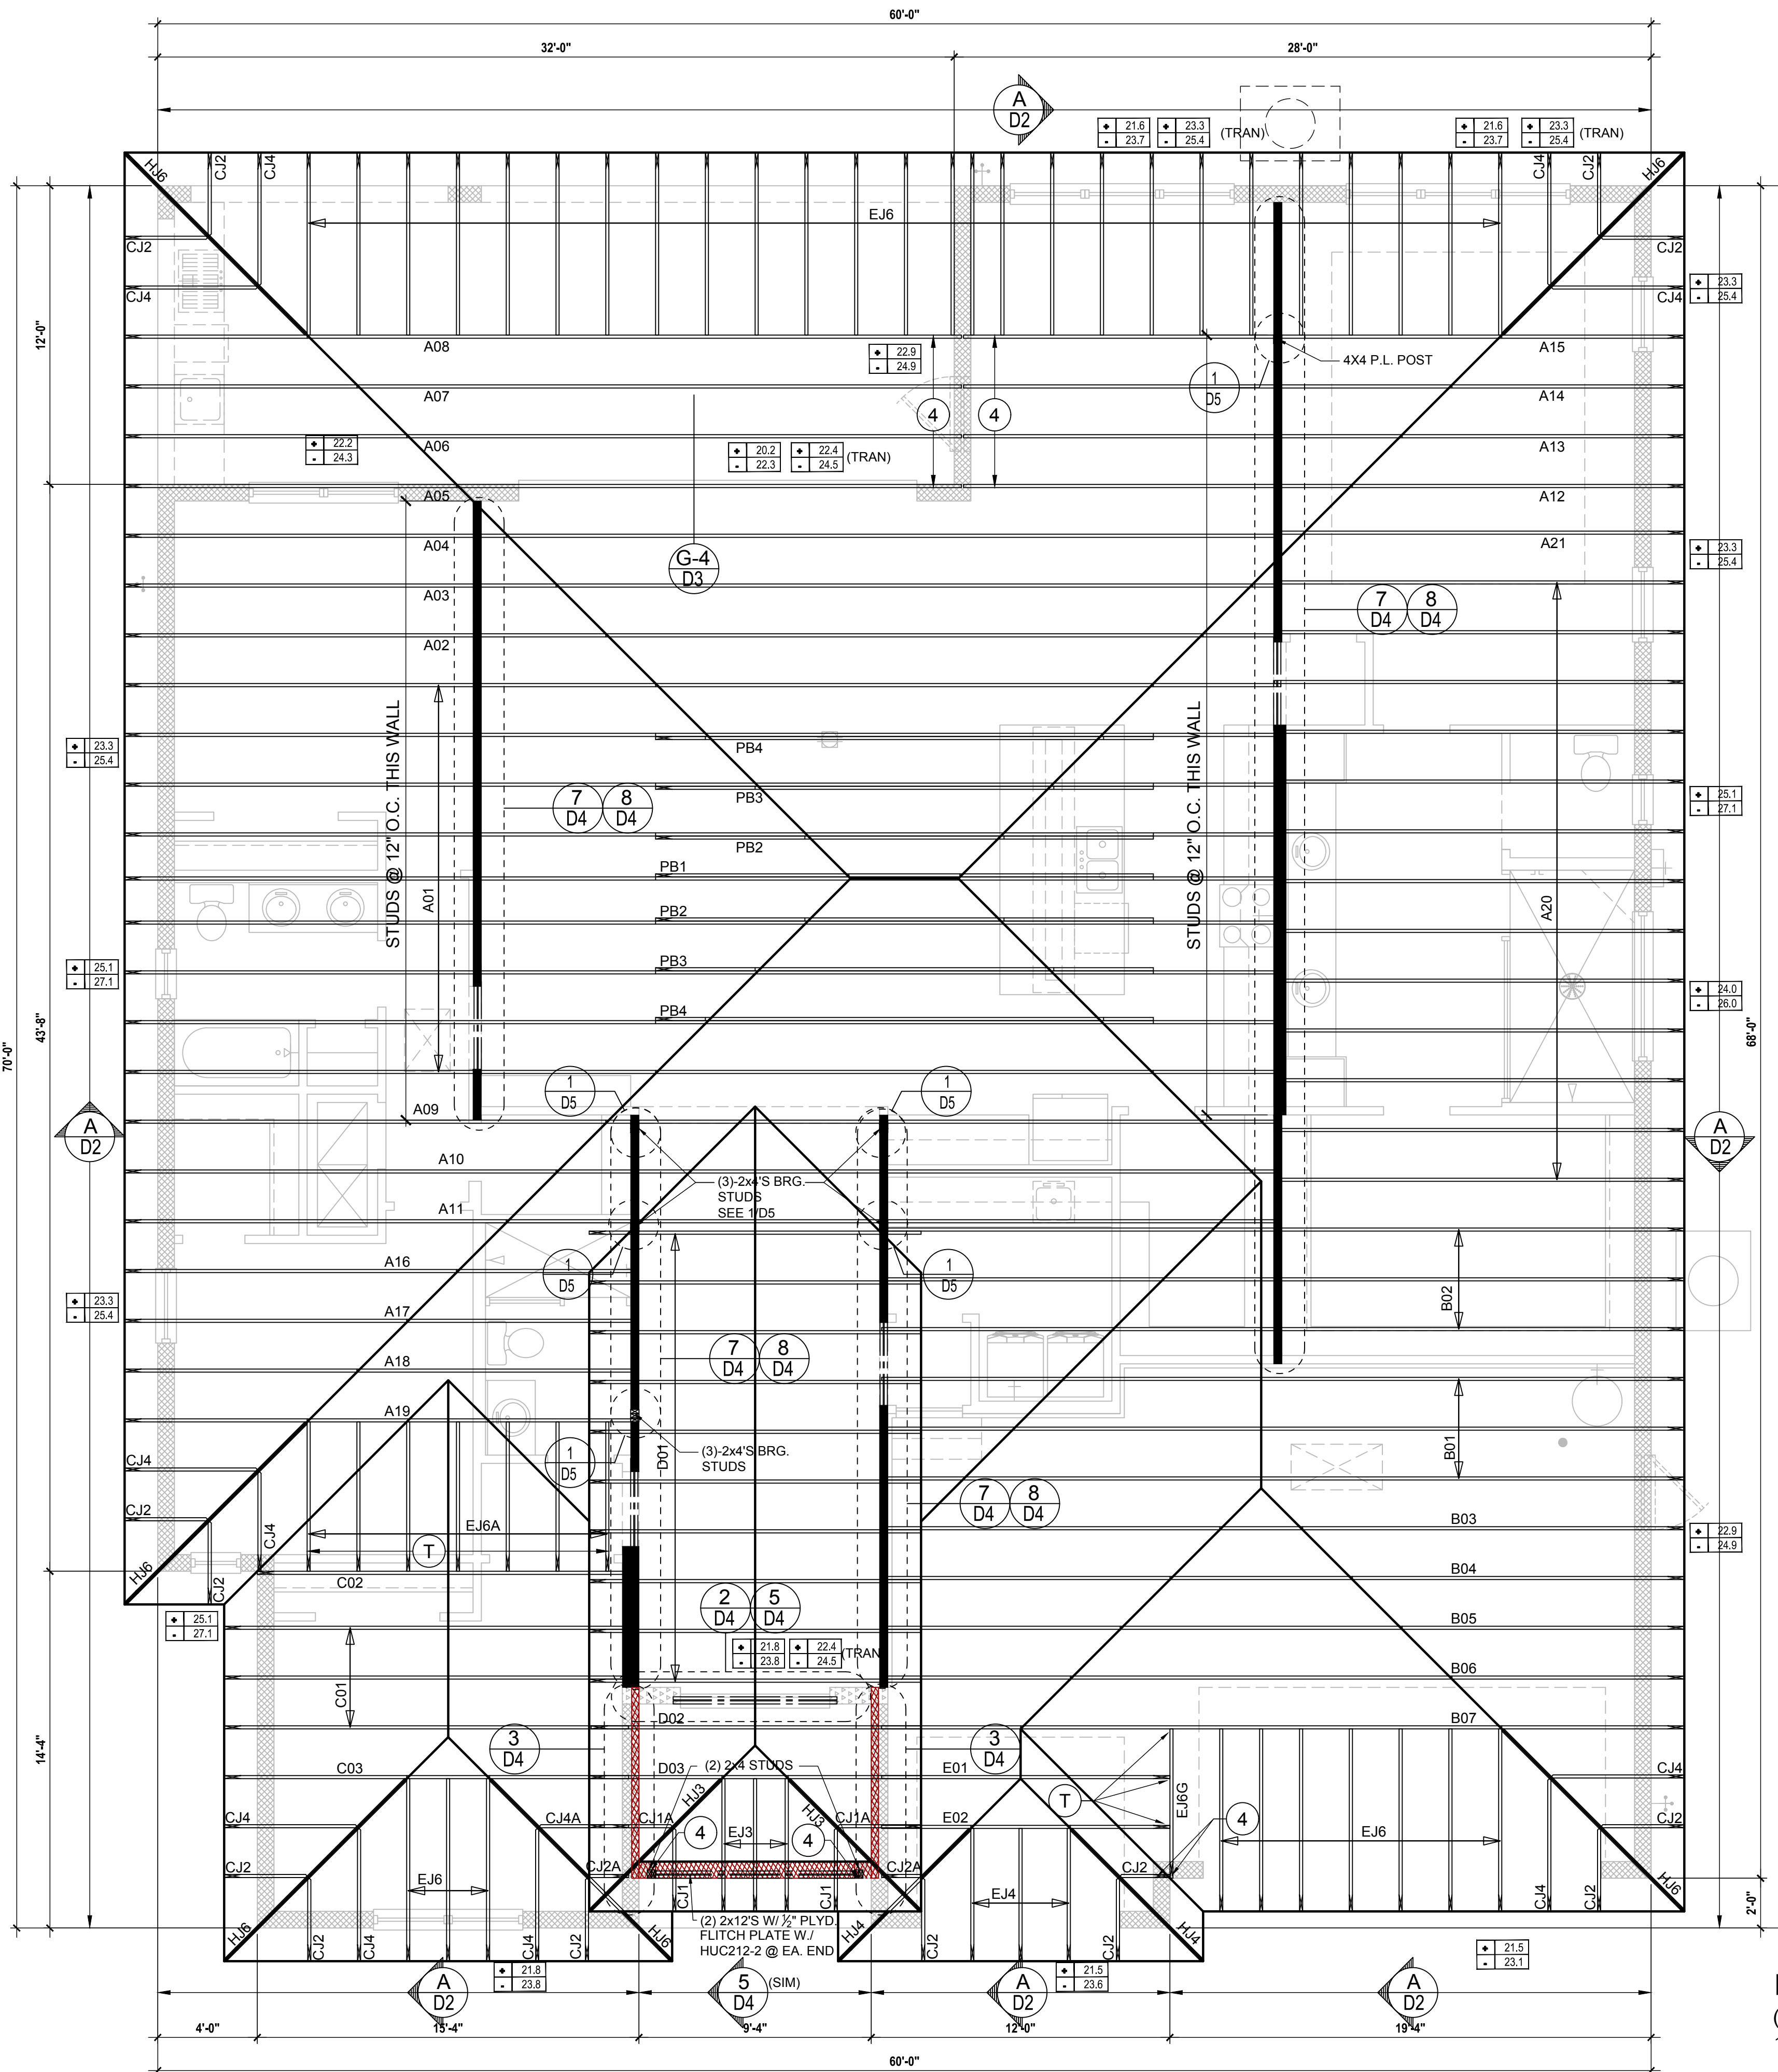 60'-0"
32'-0"
28'-0"
A
D2
+ 21.6
- 23.7
+ 23.3
- 25.4
(TRAN)
+ 21.6
- 23.7
+ 23.3
- 25.4
(TRAN)
HJ6
CJ2
CJ4
CJ4
CJ2
HJ6
EJ6
CJ2
CJ2
CJ4
CJ4
+ 23.3
- 25.4
12'-0"
A08
+ 22.9
- 24.9
4X4 P.L. POST
A15
1
D5
A07
A14
4
4
A06
+ 22.2
- 24.3
+ 20.2
- 22.3
+ 22.4
- 24.5
(TRAN)
A13
A05
A12
A04
A21
+ 23.3
- 25.4
G-4
D3
A03
7
D4
8
D4
A02
STUDS @ 12" O.C. THIS WALL
STUDS @ 12" O.C. THIS WALL
+ 23.3
- 25.4
PB4
7
D4
8
D4
PB3
+ 25.1
- 27.1
PB2
PB1
A01
A20
PB2
PB3
+ 25.1
- 27.1
+ 24.0
- 26.0
PB4
43'-8"
70'-0"
68'-0"
1
D5
1
D5
A09
A
D2
A
D2
A10
(3)-2x4'S BRG.
STUDS
SEE 1/D5
A11
A16
1
D5
1
D5
+ 23.3
- 25.4
A17
B02
7
D4
8
D4
A18
A19
B01
(3)-2x4'S BRG.
STUDS
D01
1
D5
CJ4
CJ2
7
D4
8
D4
EJ6A
T
CJ4
B03
+ 22.9
- 24.9
HJ6
CJ2
C02
B04
2
D4
5
D4
+ 25.1
- 27.1
B05
+ 21.8
- 23.8
+ 22.4
- 24.5
(TRAN
B06
C01
D02
B07
14'-4"
3
D4
3
D4
C03
D03
(2) 2x4 STUDS
E01
CJ4
HJ3
HJ3
T
EJ6G
CJ4
CJ4A
CJ1A
CJ1A
E02
4
CJ2
4
EJ3
4
EJ6
CJ2
CJ2A
CJ2A
CJ2
EJ6
CJ1
CJ1
EJ4
HJ6
CJ2
CJ4
CJ4
CJ2
HJ6
(2) 2x12'S W/ ½" PLYD.
FLITCH PLATE W./
HUC212-2 @ EA. END
HJ4
CJ2
CJ2
HJ4
CJ4
CJ2
HJ6
2'-0"
+ 21.5
- 23.1
A
D2
+ 21.8
- 23.8
5
D4
(SIM)
A
D2
+ 21.5
- 23.6
A
D2
4'-0"
15'-4"
9'-4"
12'-0"
19'-4"
60'-0"